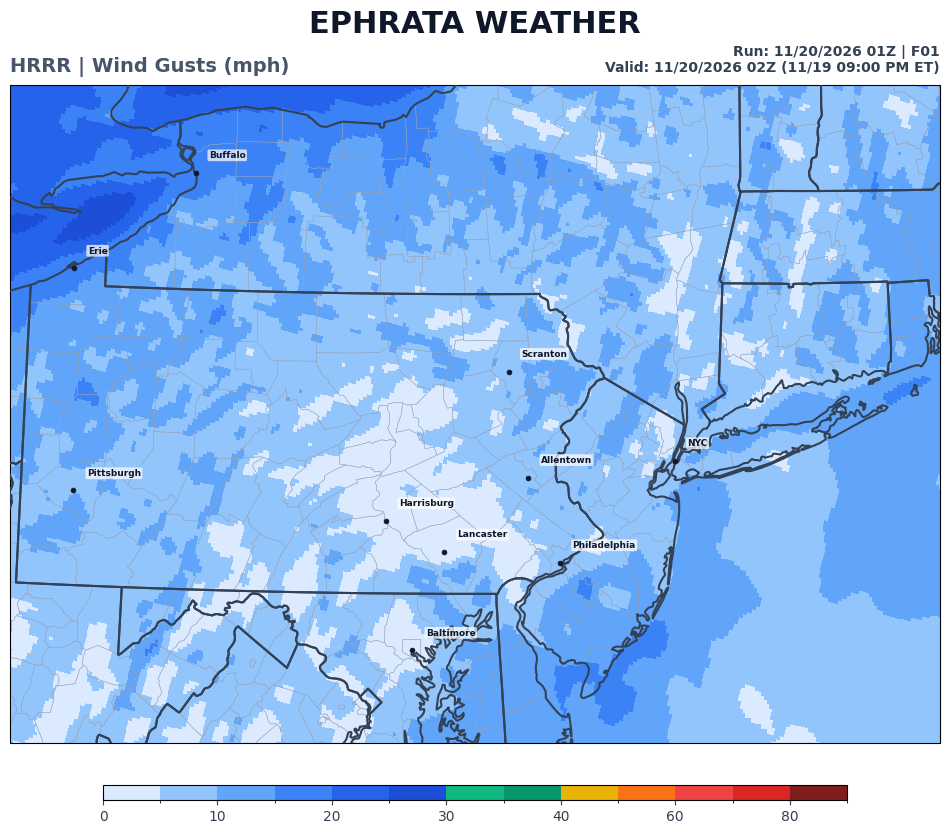 EPHRATA WEATHER
HRRR | Wind Gusts (mph)
Run: 11/20/2026 01Z | F01
Valid: 11/20/2026 02Z (11/19 09:00 PM ET)
Buffalo
Erie
Scranton
NYC
Allentown
Pittsburgh
Harrisburg
Lancaster
Philadelphia
Baltimore
0 10 20 30 40 50 60 70 80